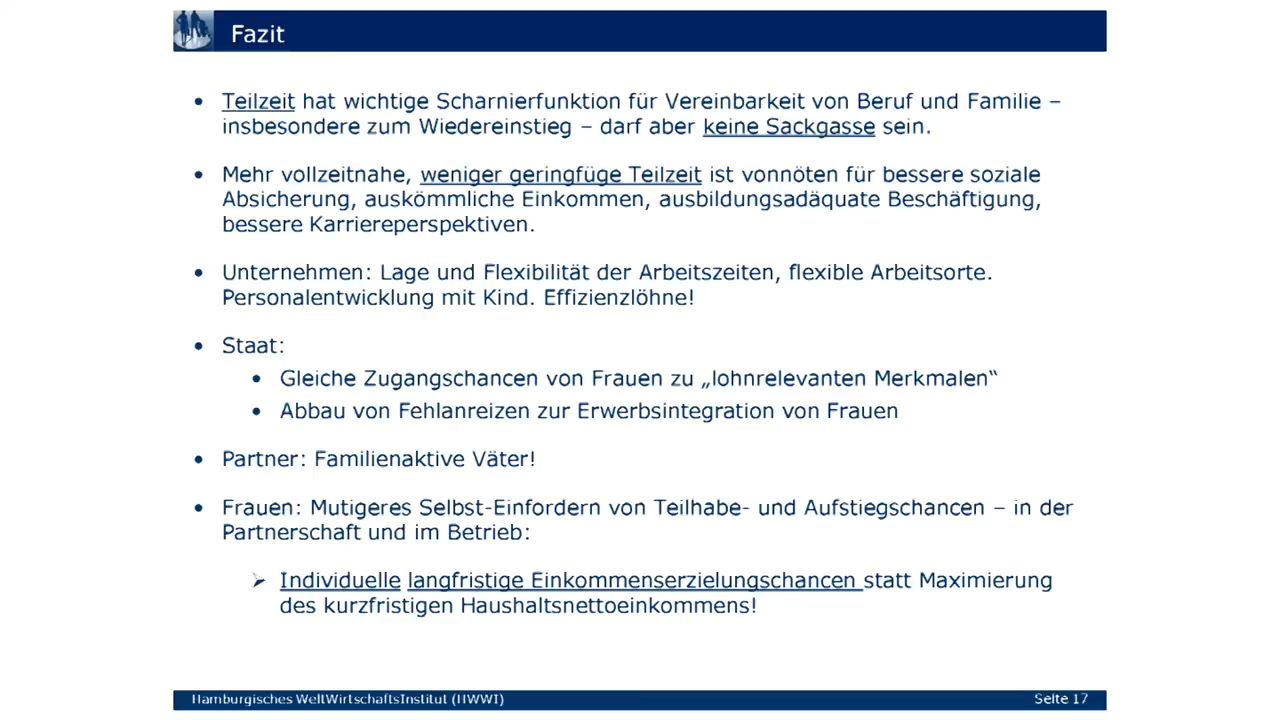 Fazit
• Teilzeit hat wichtige Scharnierfunktion für Vereinbarkeit von Beruf und Familie –
insbesondere zum Wiedereinstieg – darf aber keine Sackgasse sein.
• Mehr vollzeitnahe, weniger geringfüge Teilzeit ist vonnöten für bessere soziale
Absicherung, auskömmliche Einkommen, ausbildungsadäquate Beschäftigung,
bessere Karriereperspektiven.
• Unternehmen: Lage und Flexibilität der Arbeitszeiten, flexible Arbeitsorte.
Personalentwicklung mit Kind. Effizienzlöhne!
• Staat:
• Gleiche Zugangschancen von Frauen zu „lohnrelevanten Merkmalen“
• Abbau von Fehlanreizen zur Erwerbsintegration von Frauen
• Partner: Familienaktive Väter!
• Frauen: Mutigeres Selbst-Einfordern von Teilhabe- und Aufstiegschancen – in der
Partnerschaft und im Betrieb:
➢ Individuelle langfristige Einkommenserzielungschancen statt Maximierung
des kurzfristigen Haushaltsnettoeinkommens!
Hamburgisches WeltWirtschaftsInstitut (HWWI)
Seite 17